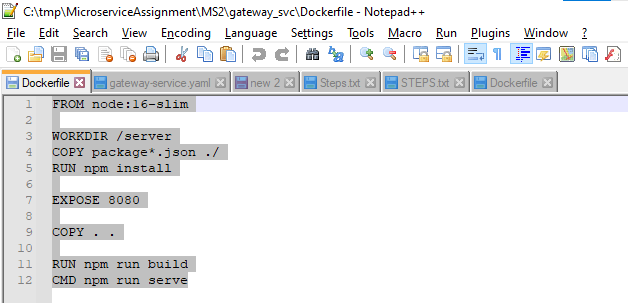 C:\tmp\MicroserviceAssignment\MS2\gateway_svc\Dockerfile - Notepad++
File Edit Search View Encoding Language Settings Tools Macro Run Plugins Window ?
Dockerfile gateway-service.yaml new 2 Steps.txt STEPS.txt Dockerfile
1 FROM node:16-slim
2
3 WORKDIR /server
4 COPY package*.json ./
5 RUN npm install
6
7 EXPOSE 8080
8
9 COPY . .
10
11 RUN npm run build
12 CMD npm run serve